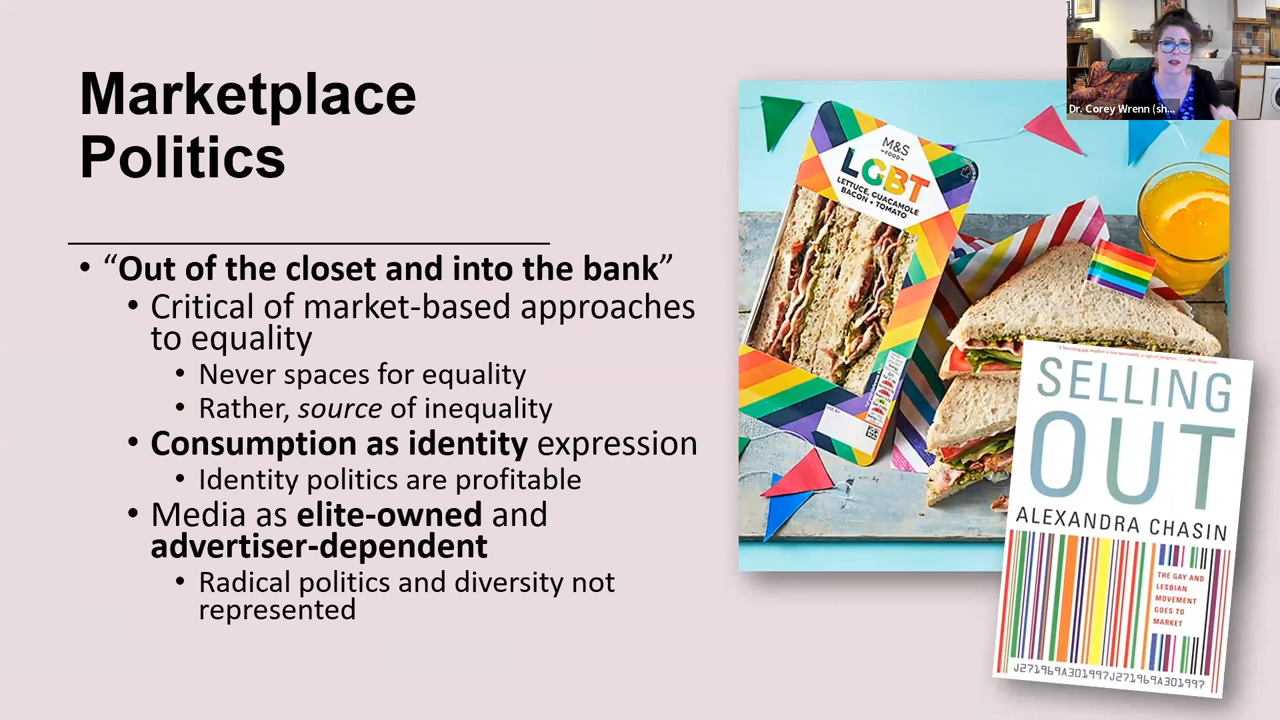 Marketplace
Politics
• “Out of the closet and into the bank”
• Critical of market-based approaches
to equality
• Never spaces for equality
• Rather, source of inequality
• Consumption as identity expression
• Identity politics are profitable
• Media as elite-owned and
advertiser-dependent
• Radical politics and diversity not
represented
Dr. Corey Wrenn (sh...
M&S
FOOD
LGBT
LETTUCE, GUACAMOLE
BACON • TOMATO
SELLING
OUT
ALEXANDRA CHASIN
THE GAY AND
LESBIAN
MOVEMENT
GOES TO
MARKET
J271969A301997J271969A301997